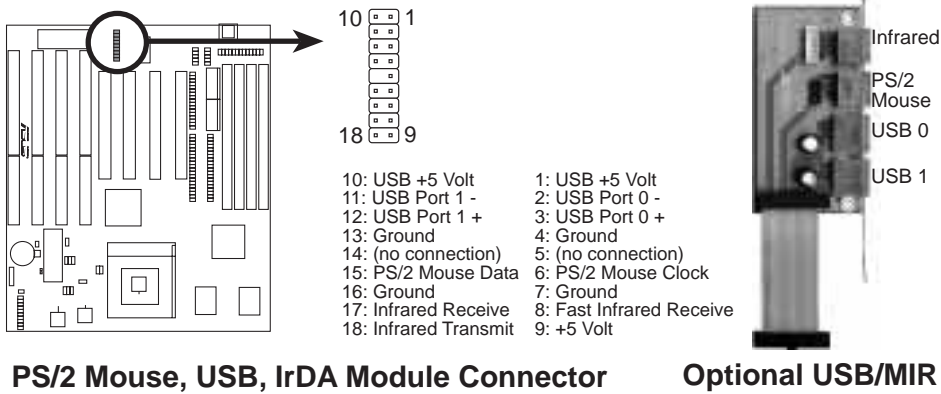 10 1
18 9
10: USB +5 Volt 1: USB +5 Volt
11: USB Port 1 - 2: USB Port 0 -
12: USB Port 1 + 3: USB Port 0 +
13: Ground 4: Ground
14: (no connection) 5: (no connection)
15: PS/2 Mouse Data 6: PS/2 Mouse Clock
16: Ground 7: Ground
17: Infrared Receive 8: Fast Infrared Receive
18: Infrared Transmit 9: +5 Volt
Infrared
PS/2
Mouse
USB 0
USB 1
PS/2 Mouse, USB, IrDA Module Connector
Optional USB/MIR